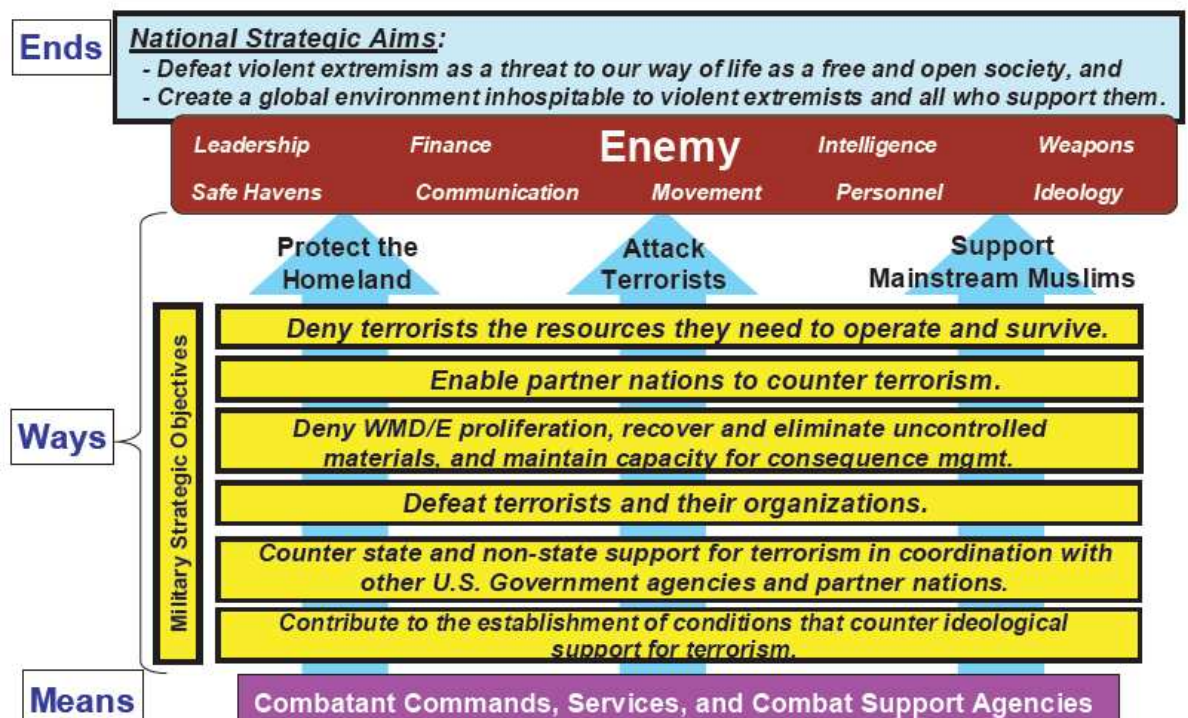 Ends
National Strategic Aims:
- Defeat violent extremism as a threat to our way of life as a free and open society, and
- Create a global environment inhospitable to violent extremists and all who support them.
Leadership Finance Enemy Intelligence Weapons
Safe Havens Communication Movement Personnel Ideology
Protect the
Homeland
Attack
Terrorists
Support
Mainstream Muslims
Ways
Military Strategic Objectives
Deny terrorists the resources they need to operate and survive.
Enable partner nations to counter terrorism.
Deny WMD/E proliferation, recover and eliminate uncontrolled
materials, and maintain capacity for consequence mgmt.
Defeat terrorists and their organizations.
Counter state and non-state support for terrorism in coordination with
other U.S. Government agencies and partner nations.
Contribute to the establishment of conditions that counter ideological
support for terrorism.
Means
Combatant Commands, Services, and Combat Support Agencies